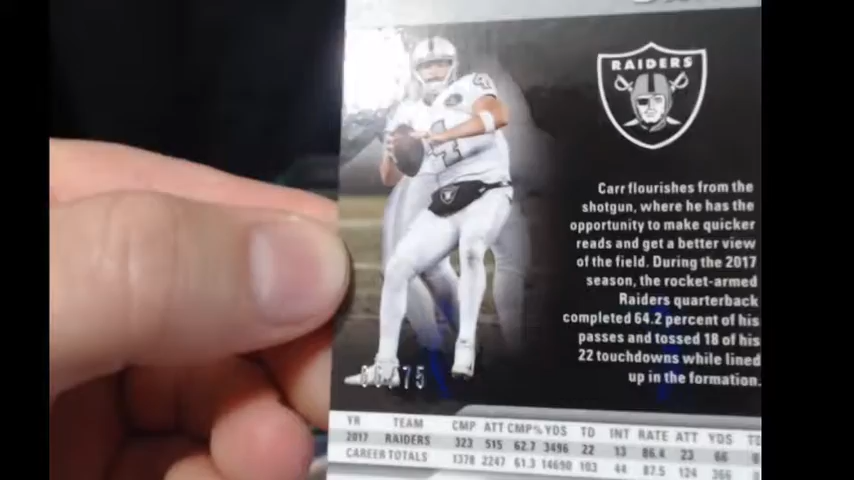 RAIDERS
4
4
Carr flourishes from the
shotgun, where he has the
opportunity to make quicker
reads and get a better view
of the field. During the 2017
season, the rocket-armed
Raiders quarterback
completed 64.2 percent of his
passes and tossed 18 of his
22 touchdowns while lined
up in the formation.
/75
YR TEAM CMP ATT CMP% YDS TD INT RATE ATT YDS
2017 RAIDERS 323 515 62.7 3496 22 13 86.4 23 66
CAREER TOTALS 1378 2247 61.3 14690 103 44 87.5 124 366